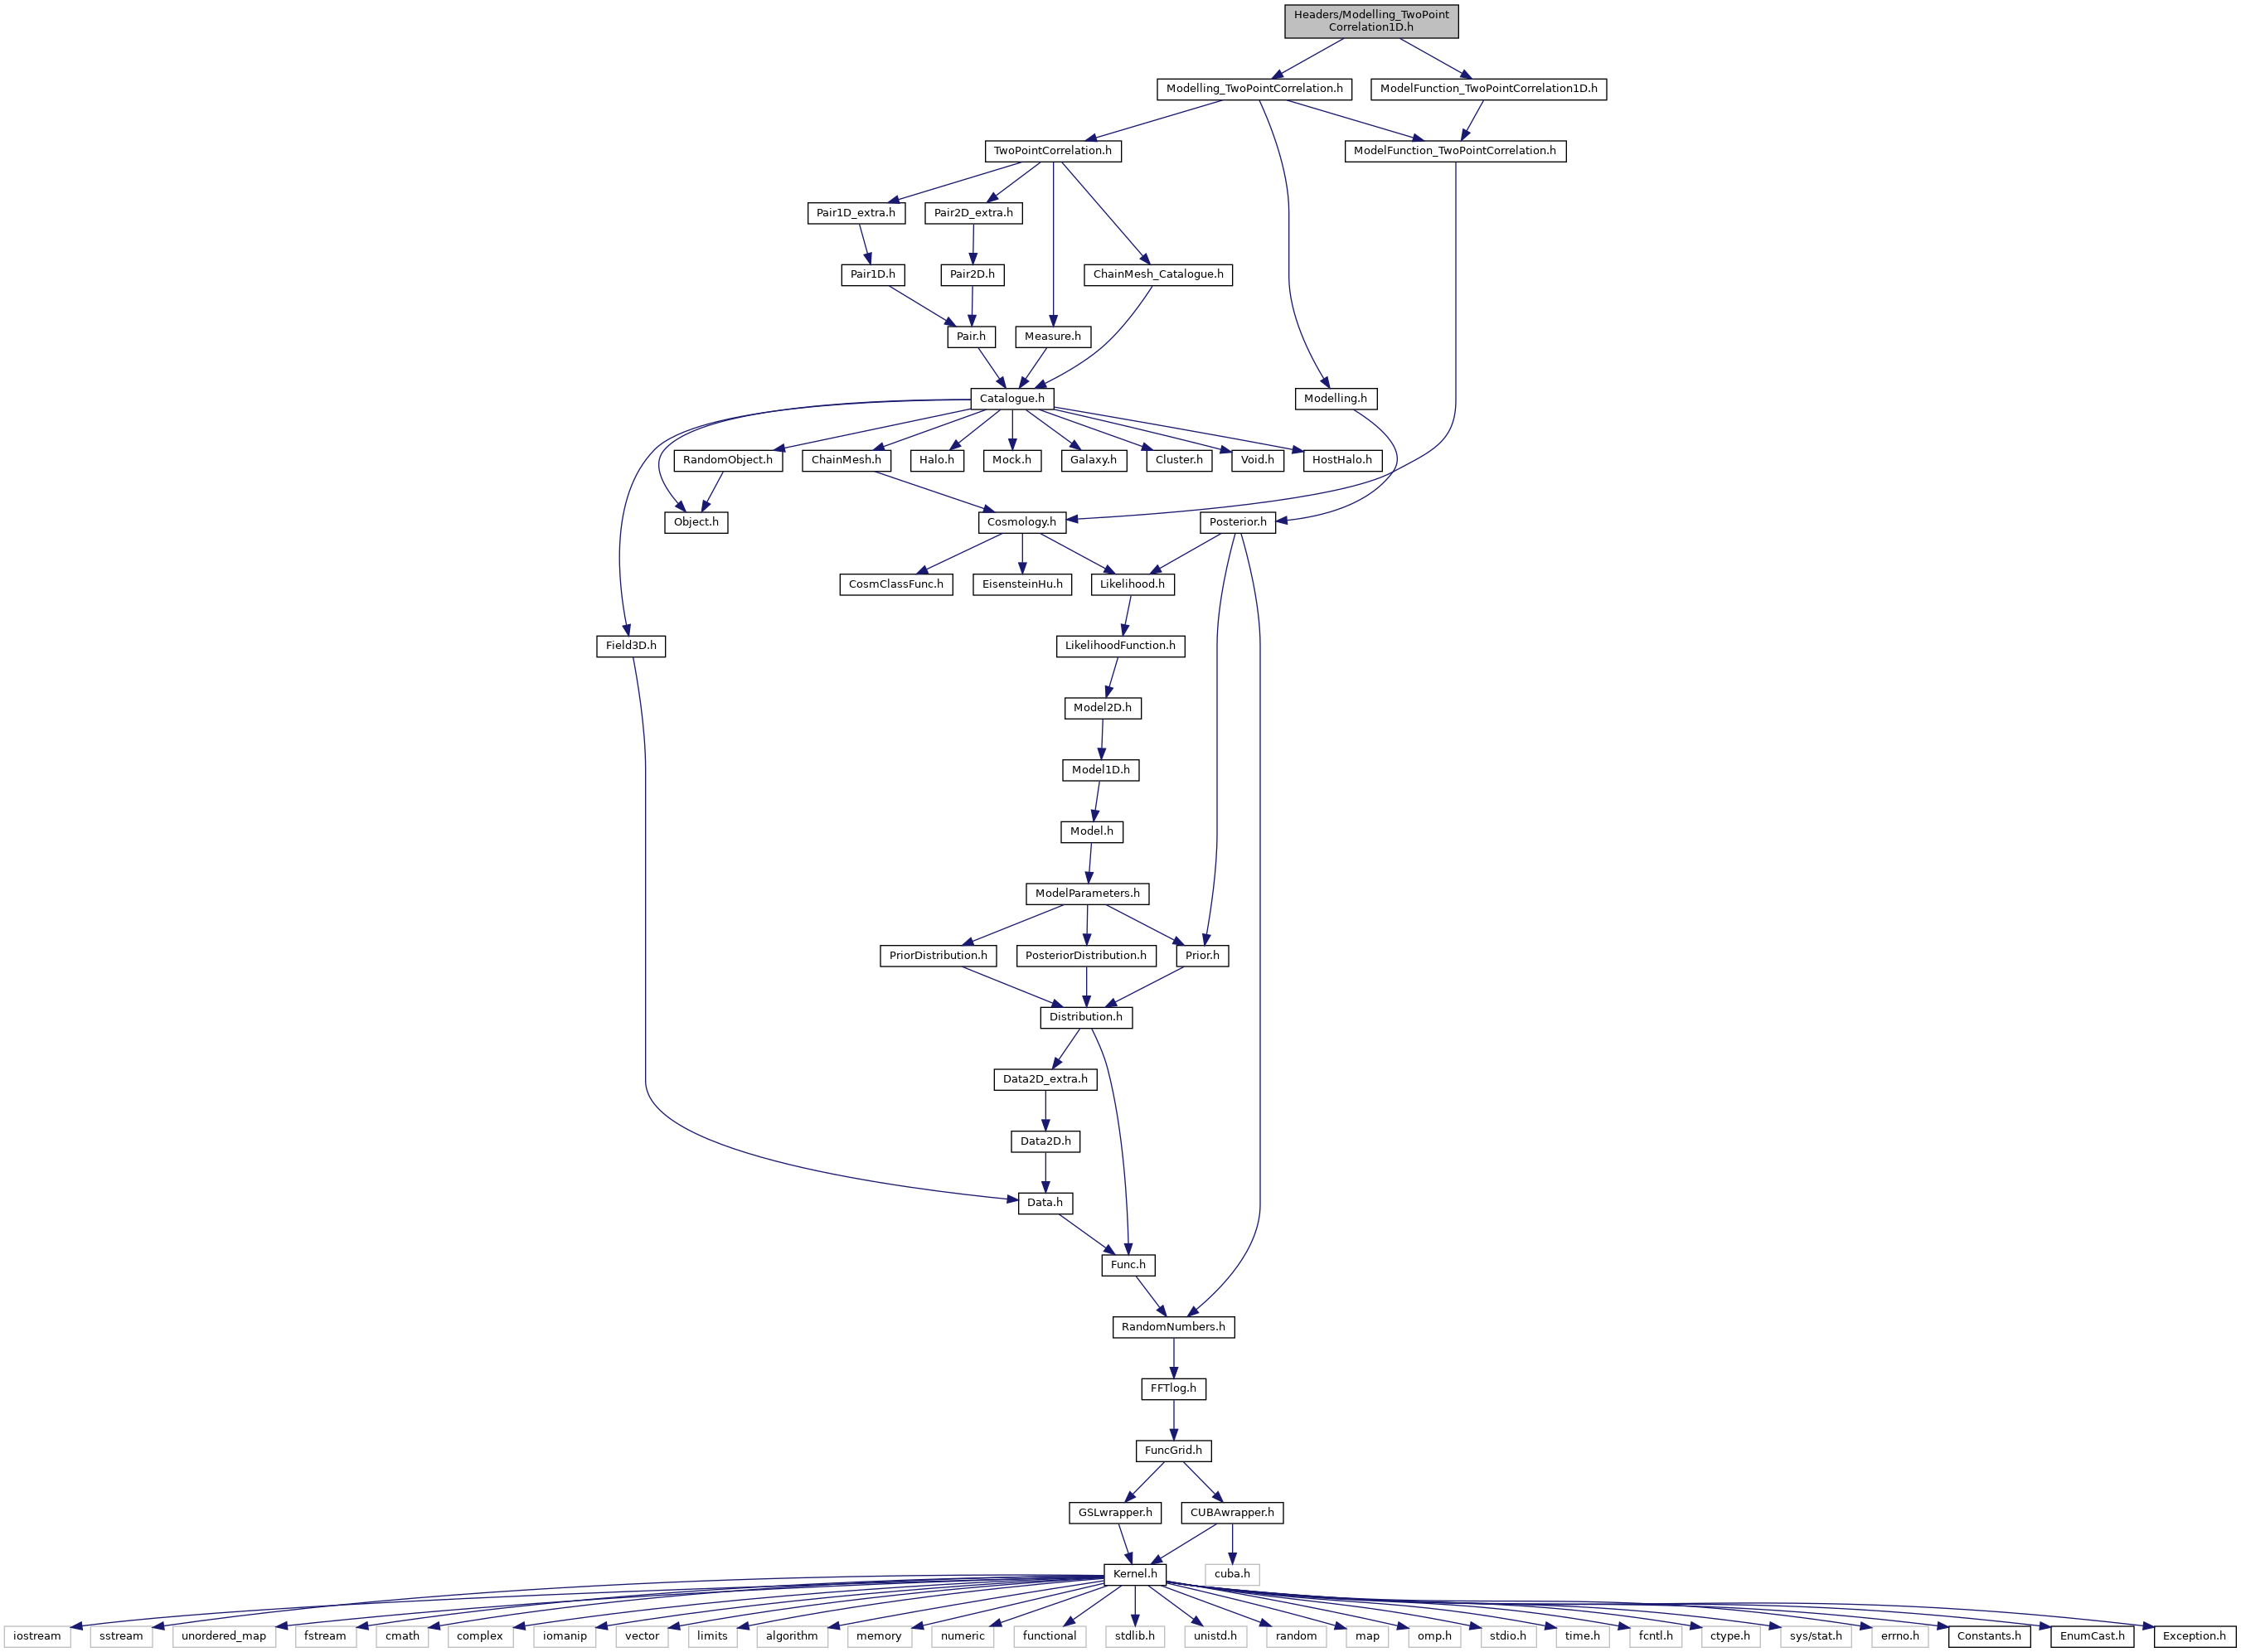 Headers/Modelling_TwoPoint
Correlation1D.h
Modelling_TwoPointCorrelation.h
ModelFunction_TwoPointCorrelation1D.h
TwoPointCorrelation.h
ModelFunction_TwoPointCorrelation.h
Pair1D_extra.h
Pair2D_extra.h
Pair1D.h
Pair2D.h
ChainMesh_Catalogue.h
Pair.h
Measure.h
Catalogue.h
Modelling.h
RandomObject.h
ChainMesh.h
Halo.h
Mock.h
Galaxy.h
Cluster.h
Void.h
HostHalo.h
Object.h
Cosmology.h
Posterior.h
CosmClassFunc.h
EisensteinHu.h
Likelihood.h
Field3D.h
LikelihoodFunction.h
Model2D.h
Model1D.h
Model.h
ModelParameters.h
PriorDistribution.h
PosteriorDistribution.h
Prior.h
Distribution.h
Data2D_extra.h
Data2D.h
Data.h
Func.h
RandomNumbers.h
FFTlog.h
FuncGrid.h
GSLwrapper.h
CUBAwrapper.h
Kernel.h
cuba.h
iostream
sstream
unordered_map
fstream
cmath
complex
iomanip
vector
limits
algorithm
memory
numeric
functional
stdlib.h
unistd.h
random
map
omp.h
stdio.h
time.h
fcntl.h
ctype.h
sys/stat.h
errno.h
Constants.h
EnumCast.h
Exception.h